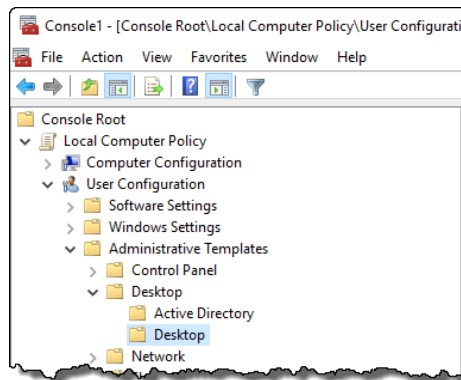 Console1 - [Console Root\Local Computer Policy\User Configurati
File Action View Favorites Window Help
Console Root
Local Computer Policy
Computer Configuration
User Configuration
Software Settings
Windows Settings
Administrative Templates
Control Panel
Desktop
Active Directory
Desktop
Network